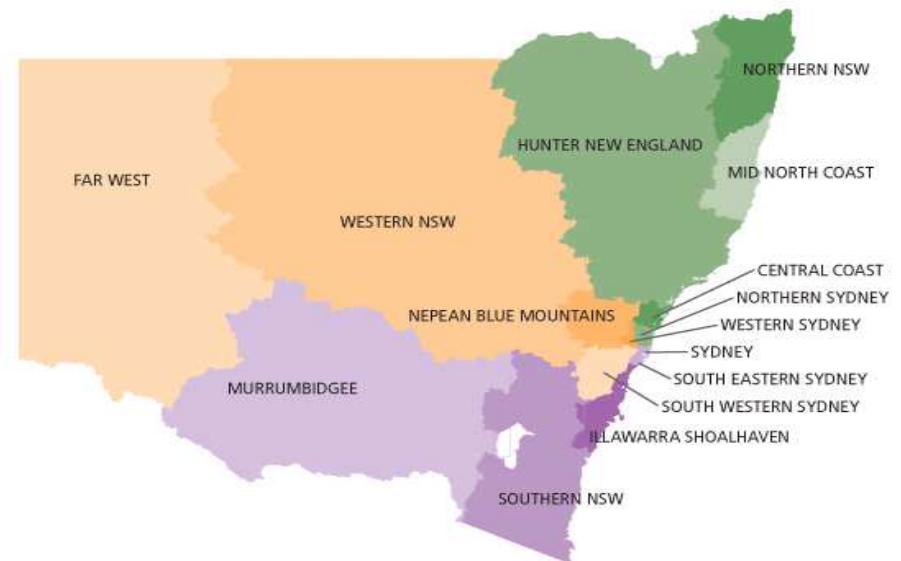 NORTHERN NSW
HUNTER NEW ENGLAND
MID NORTH COAST
FAR WEST
WESTERN NSW
CENTRAL COAST
NORTHERN SYDNEY
NEPEAN BLUE MOUNTAINS
WESTERN SYDNEY
SYDNEY
SOUTH EASTERN SYDNEY
MURRUMBIDGEE
SOUTH WESTERN SYDNEY
ILLAWARRA SHOALHAVEN
SOUTHERN NSW